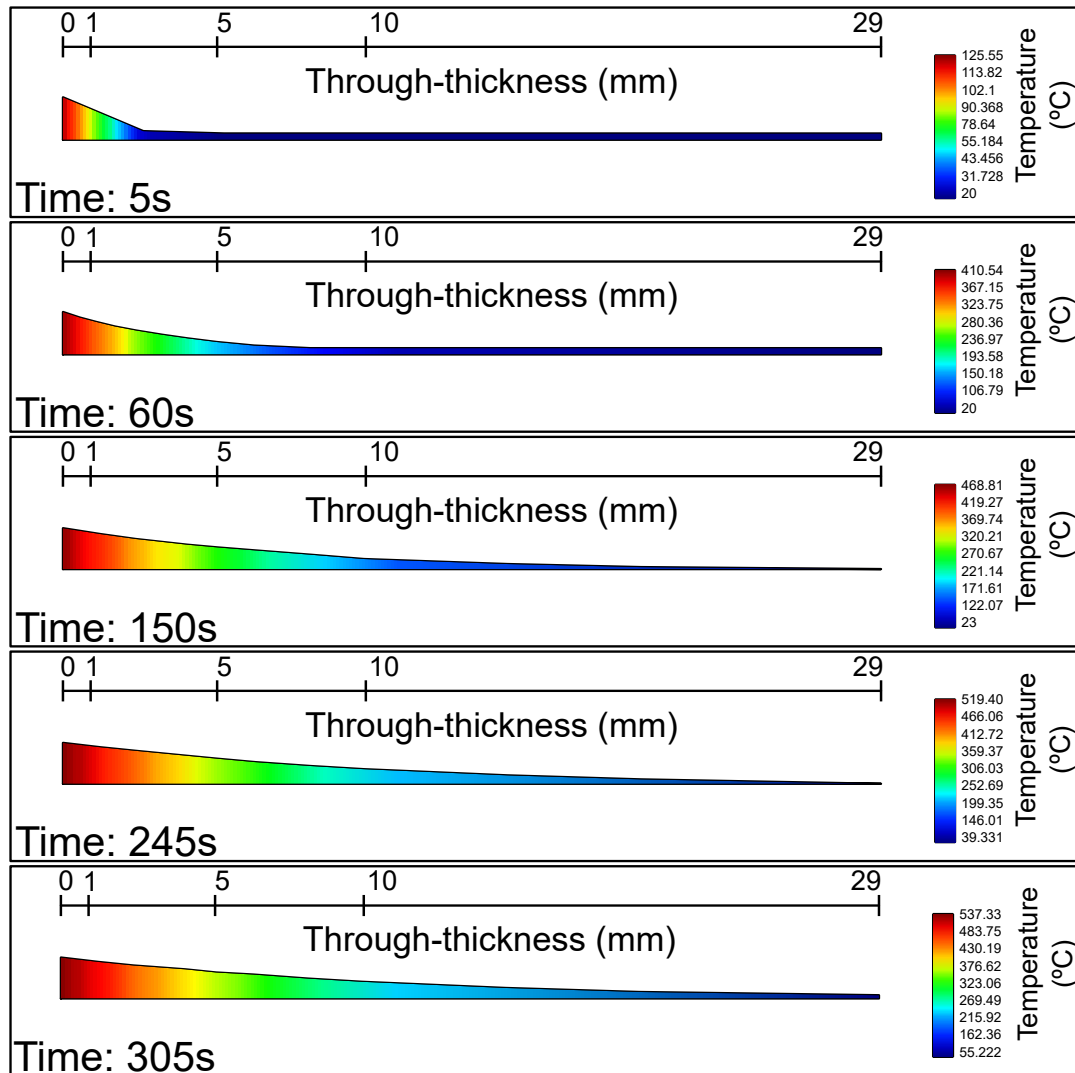 0 1 5 10 29
Through-thickness (mm)
Time: 5s
125.55
113.82
102.1
90.368
78.64
55.184
43.456
31.728
20
Temperature
(ºC)
0 1 5 10 29
Through-thickness (mm)
Time: 60s
410.54
367.15
323.75
280.36
236.97
193.58
150.18
106.79
20
Temperature
(ºC)
0 1 5 10 29
Through-thickness (mm)
Time: 150s
468.81
419.27
369.74
320.21
270.67
221.14
171.61
122.07
23
Temperature
(ºC)
0 1 5 10 29
Through-thickness (mm)
Time: 245s
519.40
466.06
412.72
359.37
306.03
252.69
199.35
146.01
39.331
Temperature
(ºC)
0 1 5 10 29
Through-thickness (mm)
Time: 305s
537.33
483.75
430.19
376.62
323.06
269.49
215.92
162.36
55.222
Temperature
(ºC)